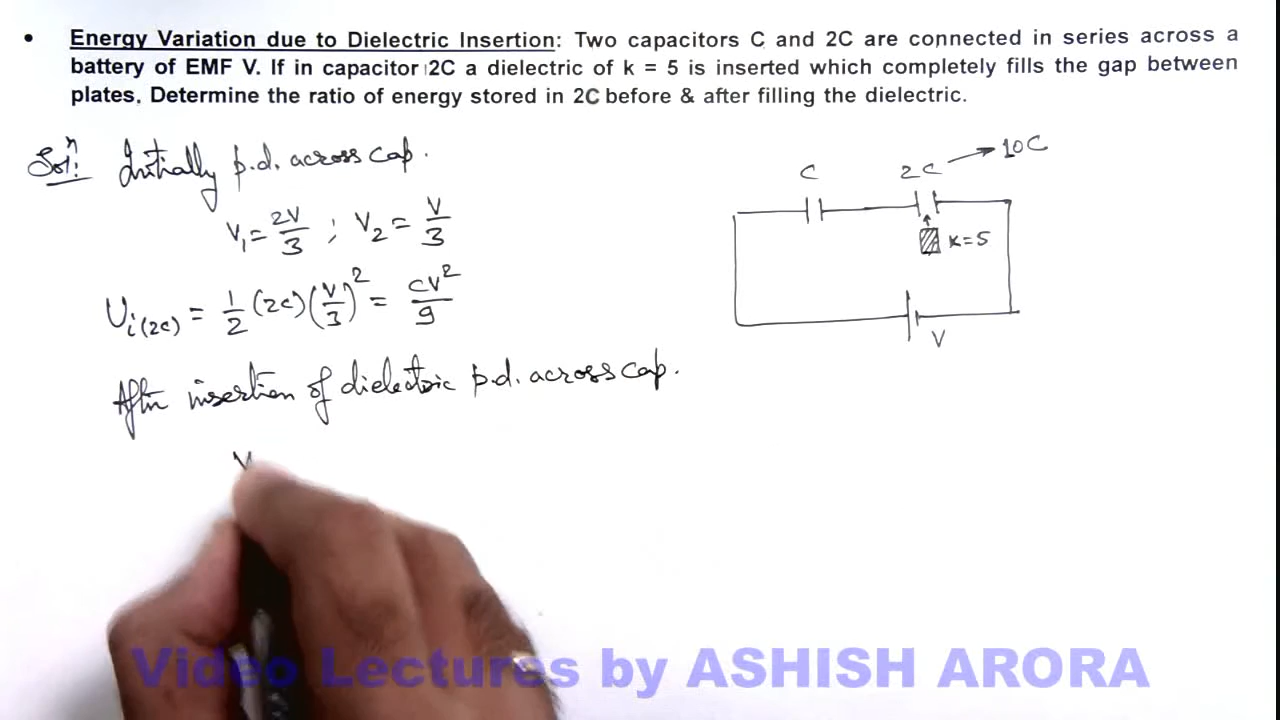 • Energy Variation due to Dielectric Insertion: Two capacitors C and 2C are connected in series across a
battery of EMF V. If in capacitor 2C a dielectric of k = 5 is inserted which completely fills the gap between
plates. Determine the ratio of energy stored in 2C before & after filling the dielectric.
Solⁿ: Initially p.d. across cap.
V₁ = 2V/3 ; V₂ = V/3
U i(2C) = 1/2 (2C) (V/3)² = CV²/9
After insertion of dielectric p.d. across cap.
V
C 2C → 10C
K=5
V
Video Lectures by ASHISH ARORA